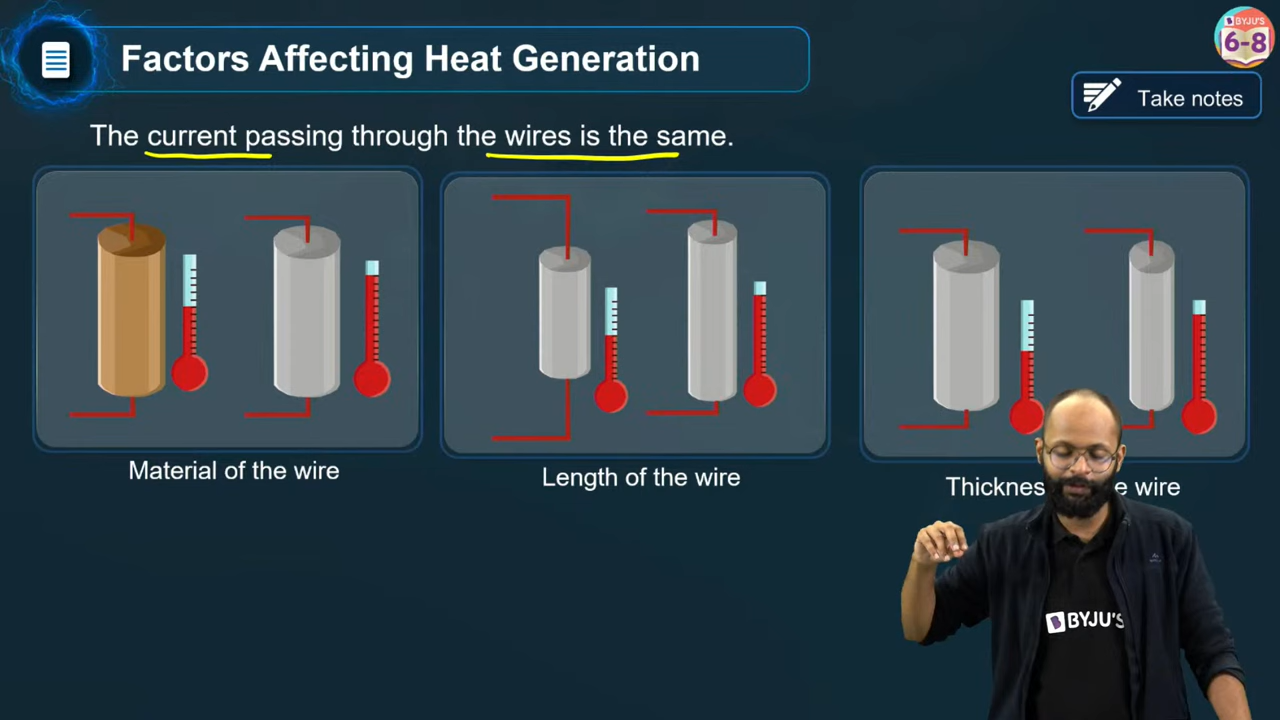 Factors Affecting Heat Generation
BYJU'S
6-8
Take notes
The current passing through the wires is the same.
Material of the wire
Length of the wire
Thickness wire
BYJU'S